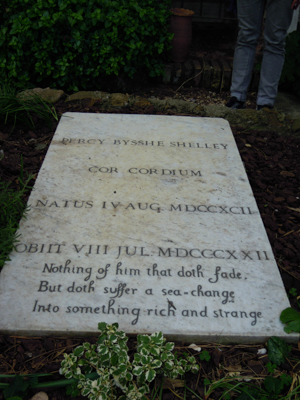 PERCY BYSSHE SHELLEY
COR CORDIUM
NATUS IV AUG. MDCCXCII
OBIIT VIII JUL. MDCCCXXII
Nothing of him that doth fade,
But doth suffer a sea-change
Into something rich and strange.